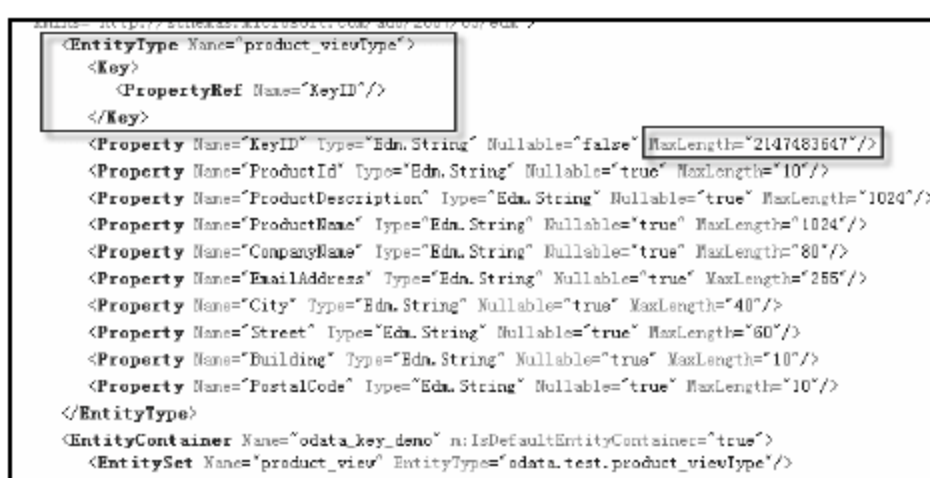 <EntityType Name="product_viewType">
<Key>
<PropertyRef Name="KeyID"/>
</Key>
<Property Name="KeyID" Type="Edm.String" Nullable="false" MaxLength="2147483647"/>
<Property Name="ProductId" Type="Edm.String" Nullable="true" MaxLength="10"/>
<Property Name="ProductDescription" Type="Edm.String" Nullable="true" MaxLength="1024"/>
<Property Name="ProductName" Type="Edm.String" Nullable="true" MaxLength="1024"/>
<Property Name="CompanyName" Type="Edm.String" Nullable="true" MaxLength="80"/>
<Property Name="EmailAddress" Type="Edm.String" Nullable="true" MaxLength="255"/>
<Property Name="City" Type="Edm.String" Nullable="true" MaxLength="40"/>
<Property Name="Street" Type="Edm.String" Nullable="true" MaxLength="60"/>
<Property Name="Building" Type="Edm.String" Nullable="true" MaxLength="10"/>
<Property Name="PostalCode" Type="Edm.String" Nullable="true" MaxLength="10"/>
</EntityType>
<EntityContainer Name="odata_key_demo" m:IsDefaultEntityContainer="true">
<EntitySet Name="product_view" EntityType="odata.test.product_viewType"/>